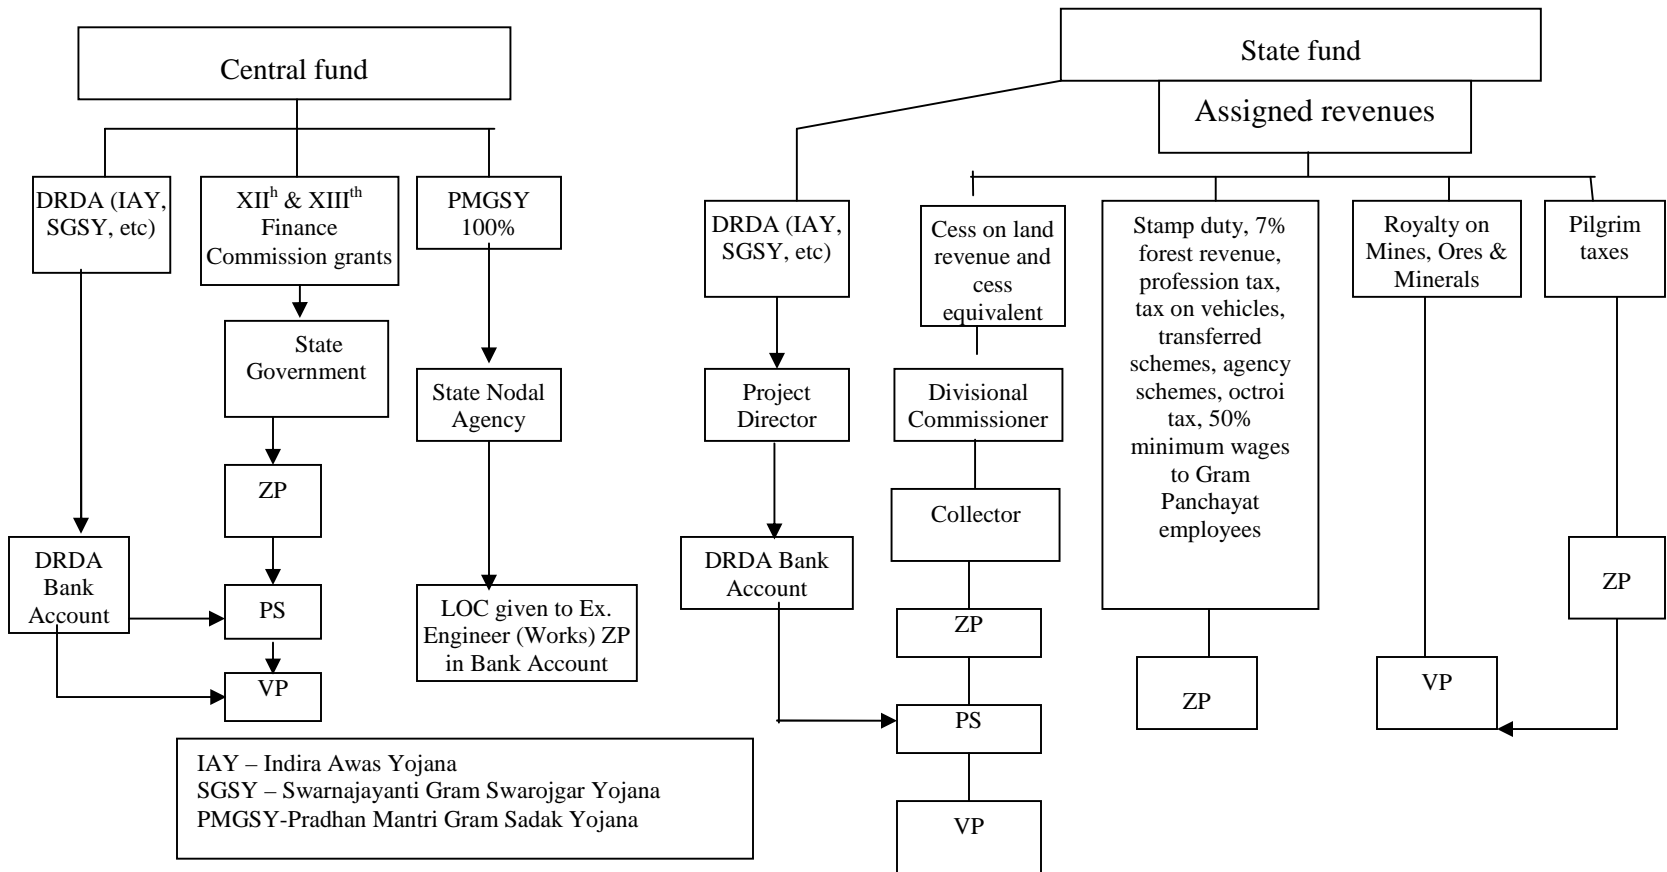 Central fund
DRDA (IAY,
SGSY, etc)
XIIh & XIIIth
Finance
Commission grants
PMGSY
100%
State
Government
State Nodal
Agency
ZP
DRDA
Bank
Account
PS
VP
LOC given to Ex.
Engineer (Works) ZP
in Bank Account
IAY – Indira Awas Yojana
SGSY – Swarnajayanti Gram Swarojgar Yojana
PMGSY-Pradhan Mantri Gram Sadak Yojana
State fund
Assigned revenues
DRDA (IAY,
SGSY, etc)
Project
Director
DRDA Bank
Account
Cess on land
revenue and
cess
equivalent
Divisional
Commissioner
Collector
ZP
PS
VP
Stamp duty, 7%
forest revenue,
profession tax,
tax on vehicles,
transferred
schemes, agency
schemes, octroi
tax, 50%
minimum wages
to Gram
Panchayat
employees
ZP
Royalty on
Mines, Ores &
Minerals
VP
Pilgrim
taxes
ZP